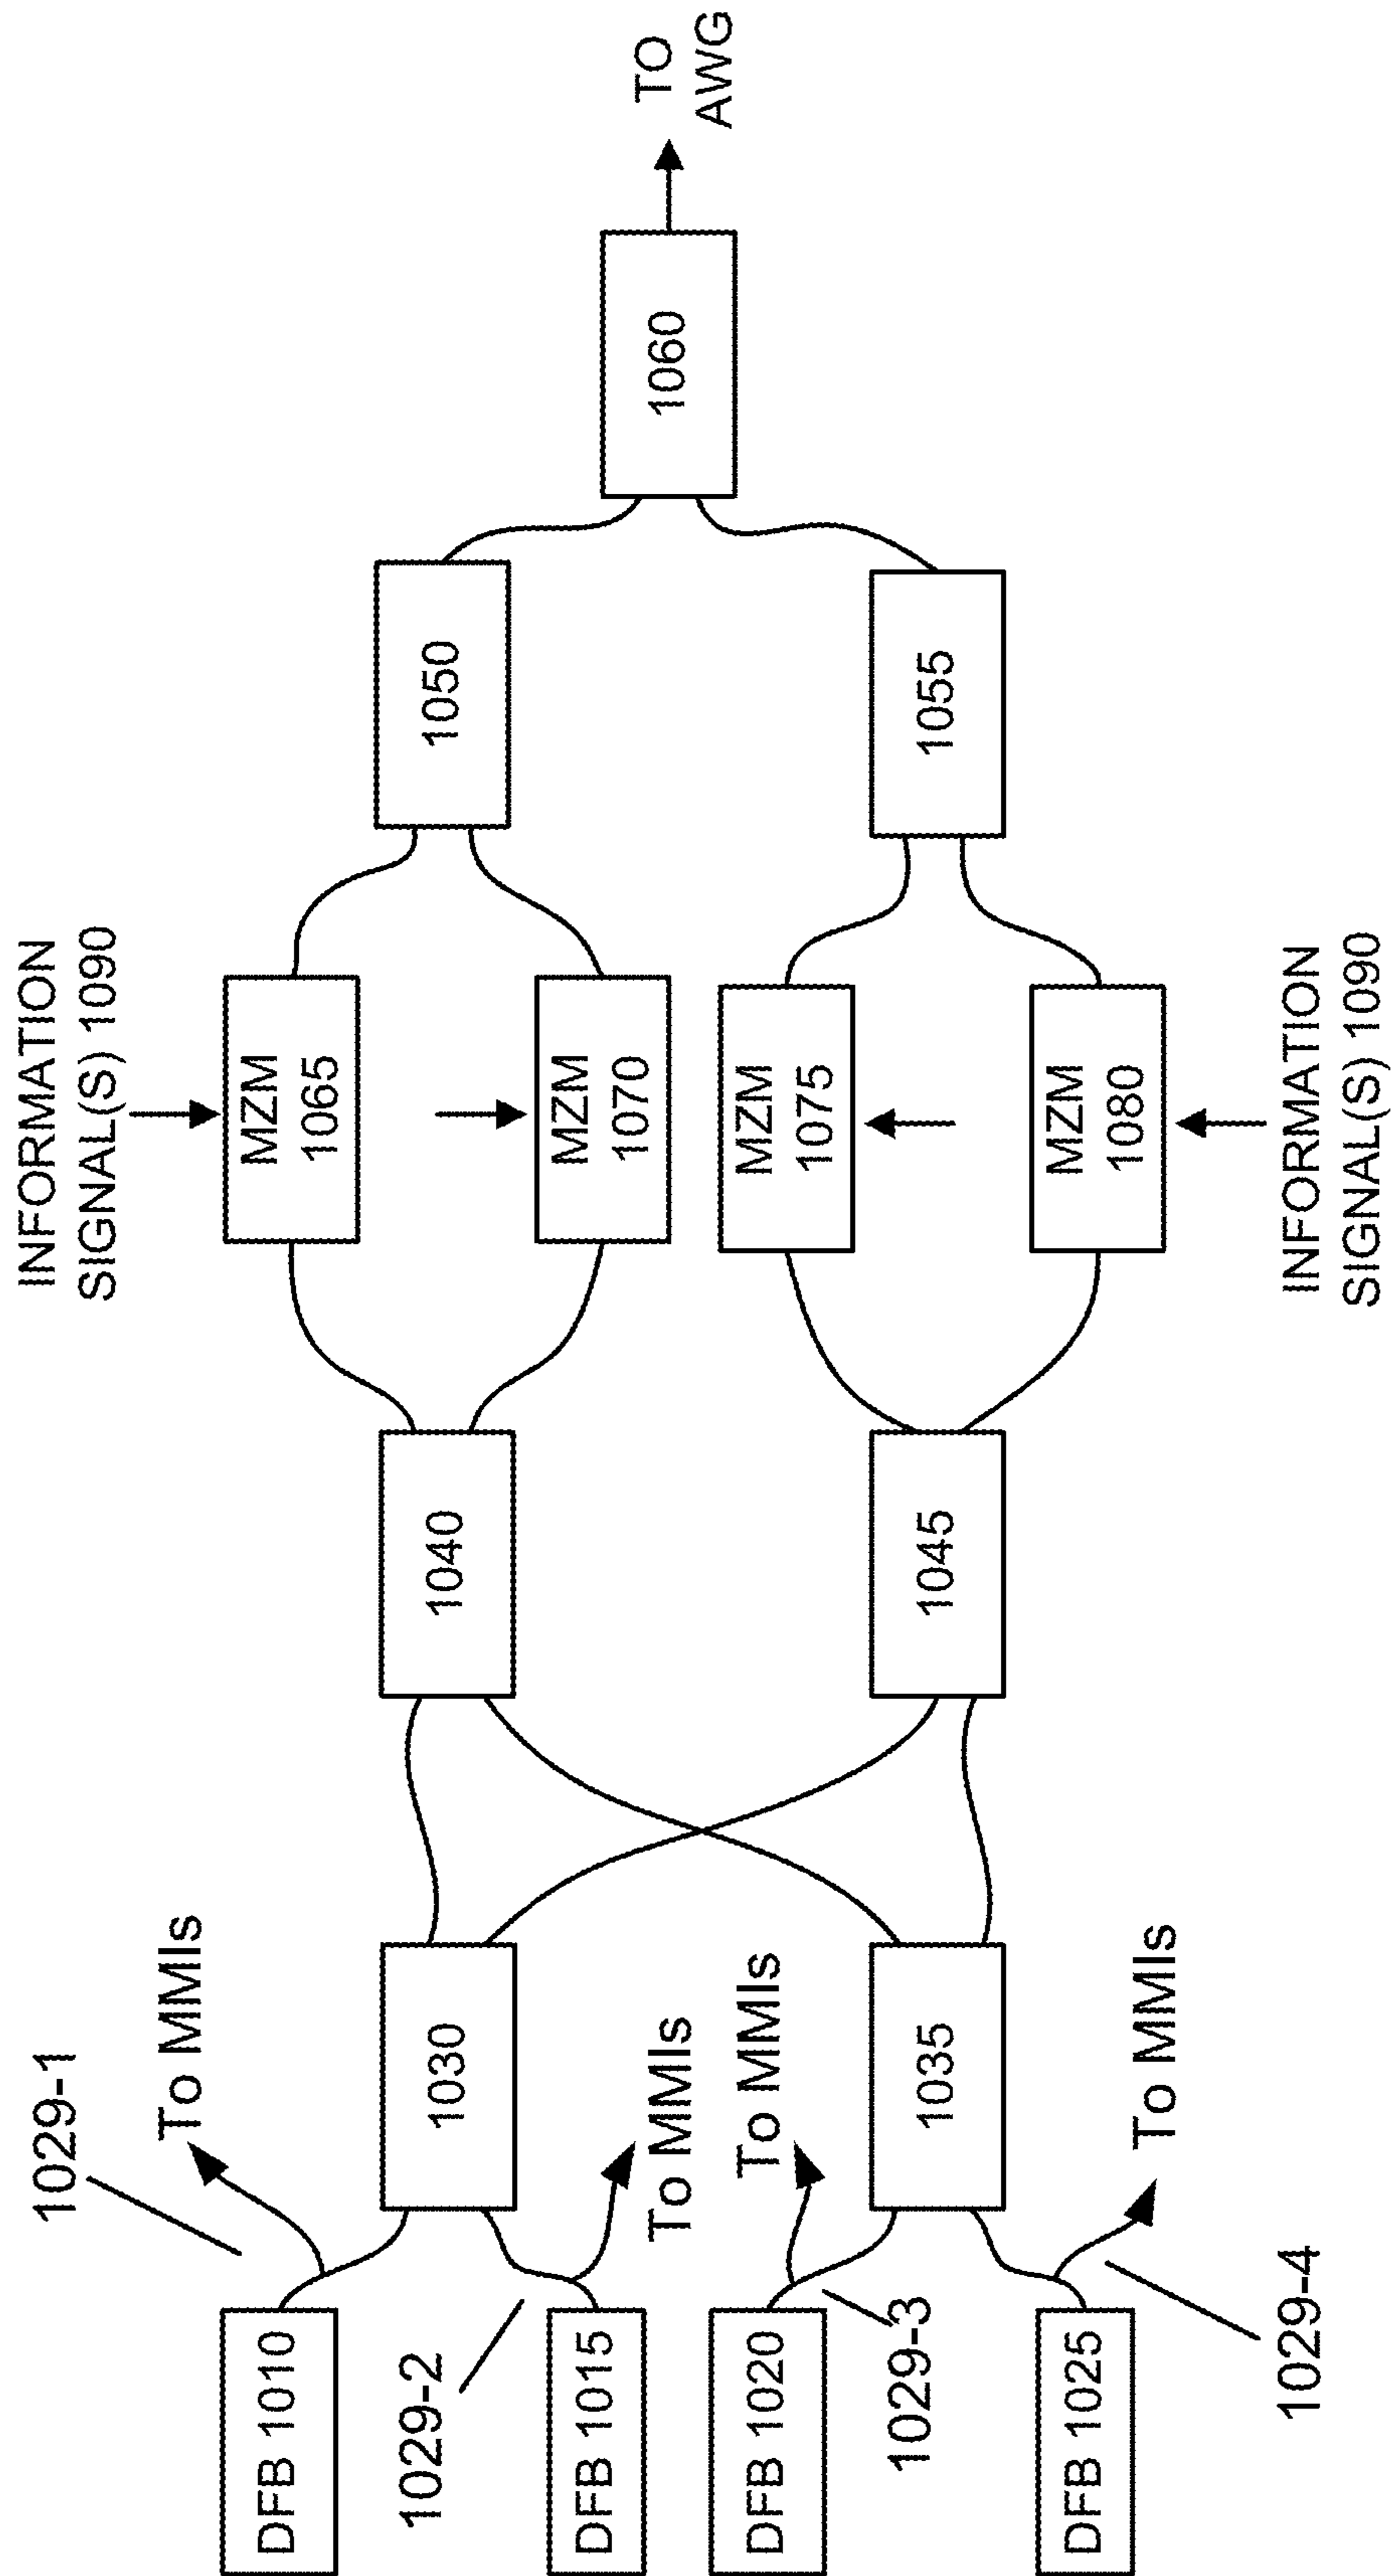 INFORMATION
SIGNAL(S) 1090
1029-1
To MMIs
DFB 1010
MZM
1065
1030
1040
1050
MZM
1070
1029-2
DFB 1015
To MMIs
1060
TO
AWG
DFB 1020
To MMIs
1029-3
MZM
1075
1035
1045
1055
DFB 1025
To MMIs
1029-4
MZM
1080
INFORMATION
SIGNAL(S) 1090